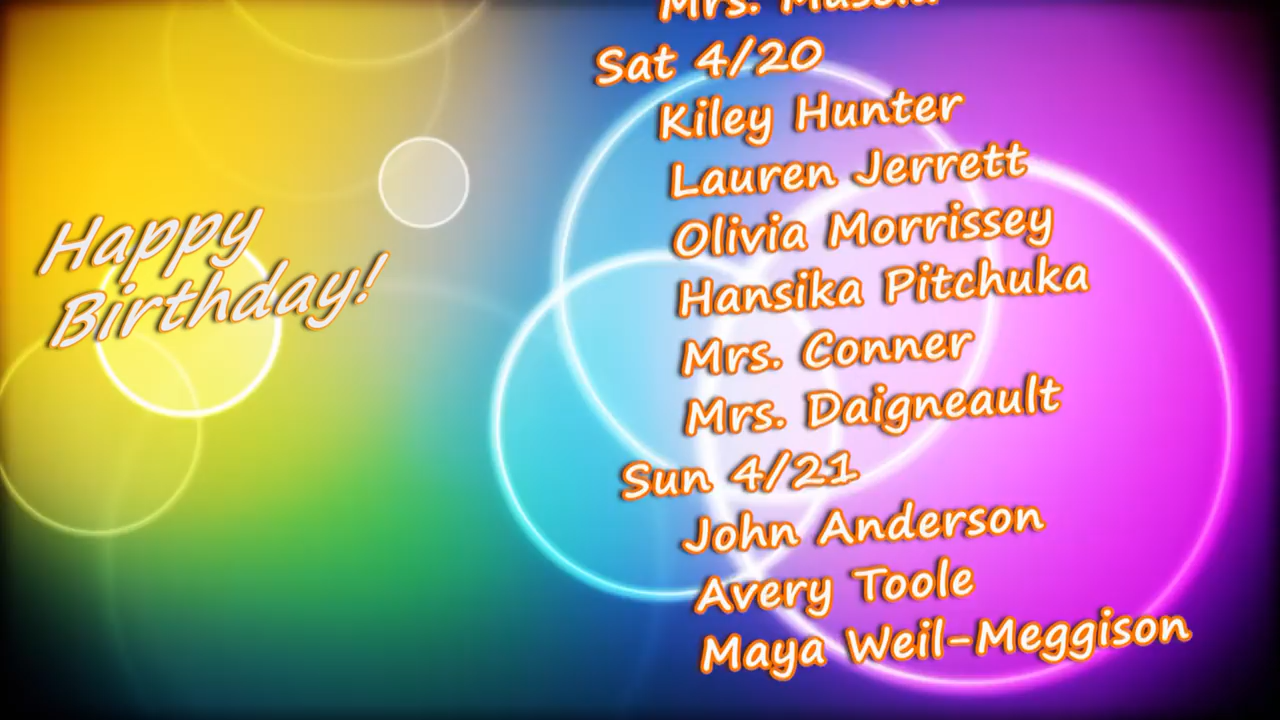 Happy
Birthday!
Mrs.
Sat 4/20
Kiley Hunter
Lauren Jerrett
Olivia Morrissey
Hansika Pitchuka
Mrs. Conner
Mrs. Daigneault
Sun 4/21
John Anderson
Avery Toole
Maya Weil-Meggison